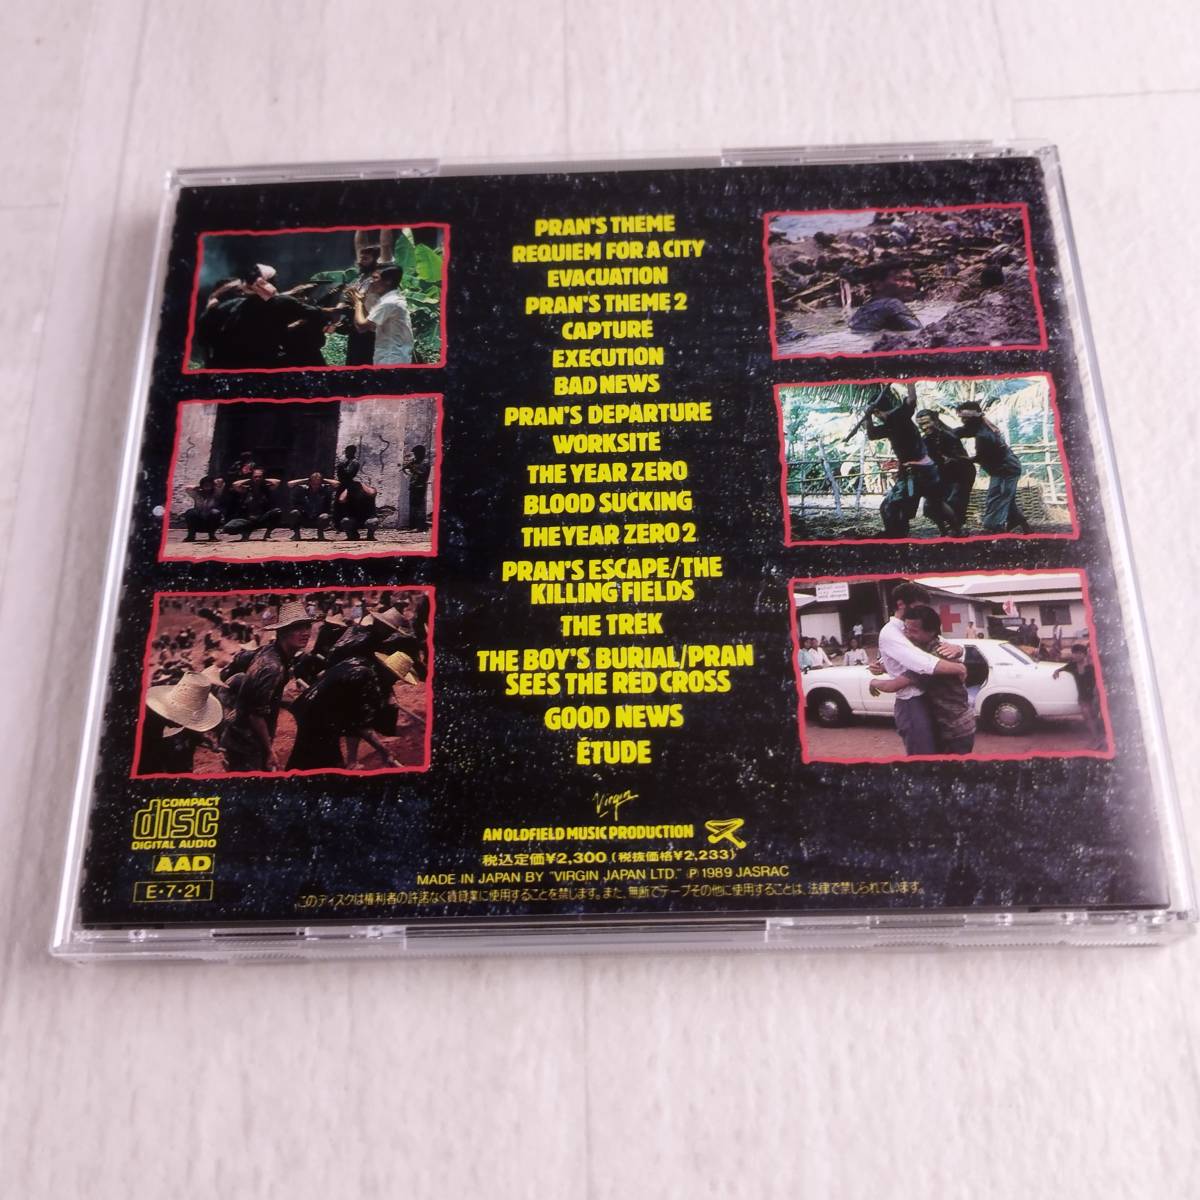 PRAN'S THEME
REQUIEM FOR A CITY
EVACUATION
PRAN'S THEME 2
CAPTURE
EXECUTION
BAD NEWS
PRAN'S DEPARTURE
WORKSITE
THE YEAR ZERO
BLOOD SUCKING
THE YEAR ZERO 2
PRAN'S ESCAPE/THE
KILLING FIELDS
THE TREK
THE BOY'S BURIAL/PRAN
SEES THE RED CROSS
GOOD NEWS
ÉTUDE
Virgin
AN OLDFIELD MUSIC PRODUCTION
COMPACT
disc
DIGITAL AUDIO
AAD
E・7・21
税込定価¥2,300(税抜価格¥2,233)
MADE IN JAPAN BY "VIRGIN JAPAN LTD." Ⓟ 1989 JASRAC
このディスクは権利者の許諾なく賃貸業に使用することを禁じます。また、無断でテープその他に使用することは、法律で禁じられています。